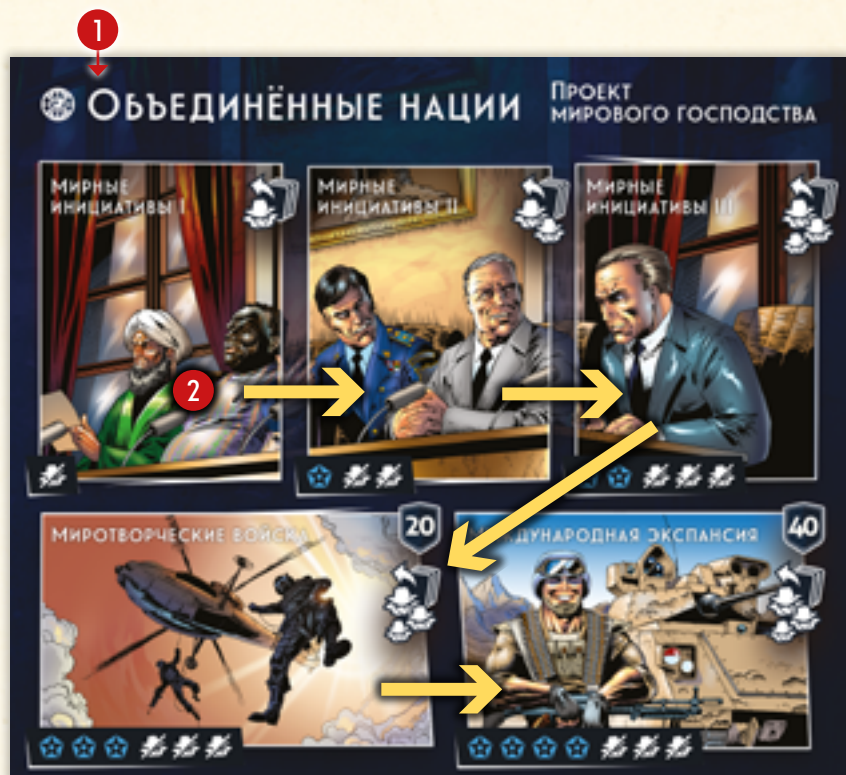 1
ОБЪЕДИНЁННЫЕ НАЦИИ
ПРОЕКТ
МИРОВОГО ГОСПОДСТВА
МИРНЫЕ
ИНИЦИАТИВЫ I
МИРНЫЕ
ИНИЦИАТИВЫ II
МИРНЫЕ
ИНИЦИАТИВЫ III
2
МИРОТВОРЧЕСКИЕ ВОЙСКА
20
МЕЖДУНАРОДНАЯ ЭКСПАНСИЯ
40